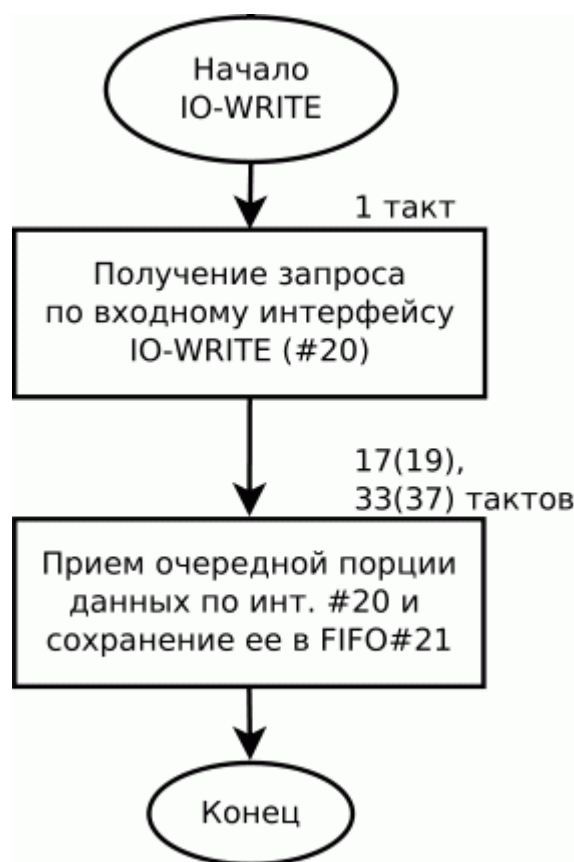 Начало
IO-WRITE
1 такт
Получение запроса
по входному интерфейсу
IO-WRITE (#20)
17(19),
33(37) тактов
Прием очередной порции
данных по инт. #20 и
сохранение ее в FIFO#21
Конец